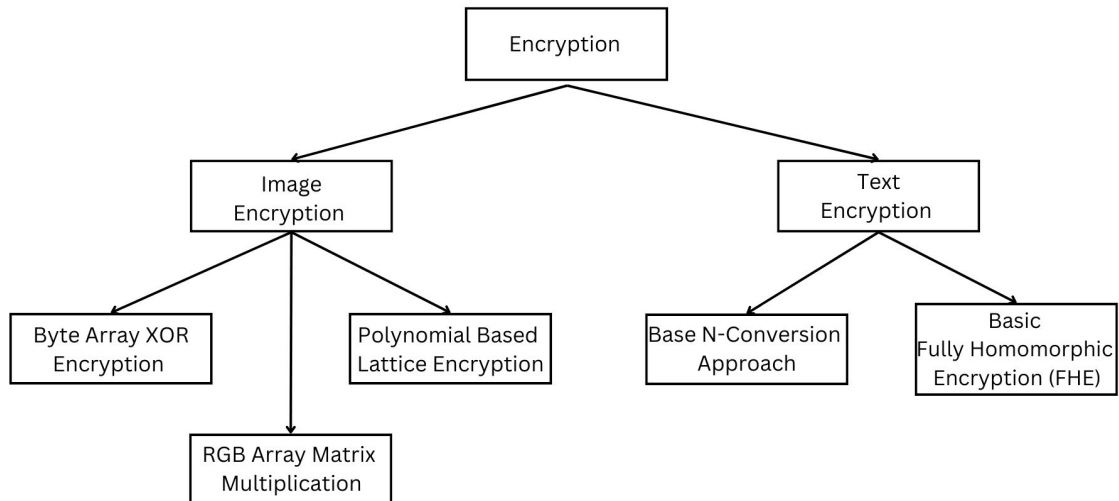 Encryption
Image
Encryption
Text
Encryption
Byte Array XOR
Encryption
Polynomial Based
Lattice Encryption
Base N-Conversion
Approach
Basic
Fully Homomorphic
Encryption (FHE)
RGB Array Matrix
Multiplication